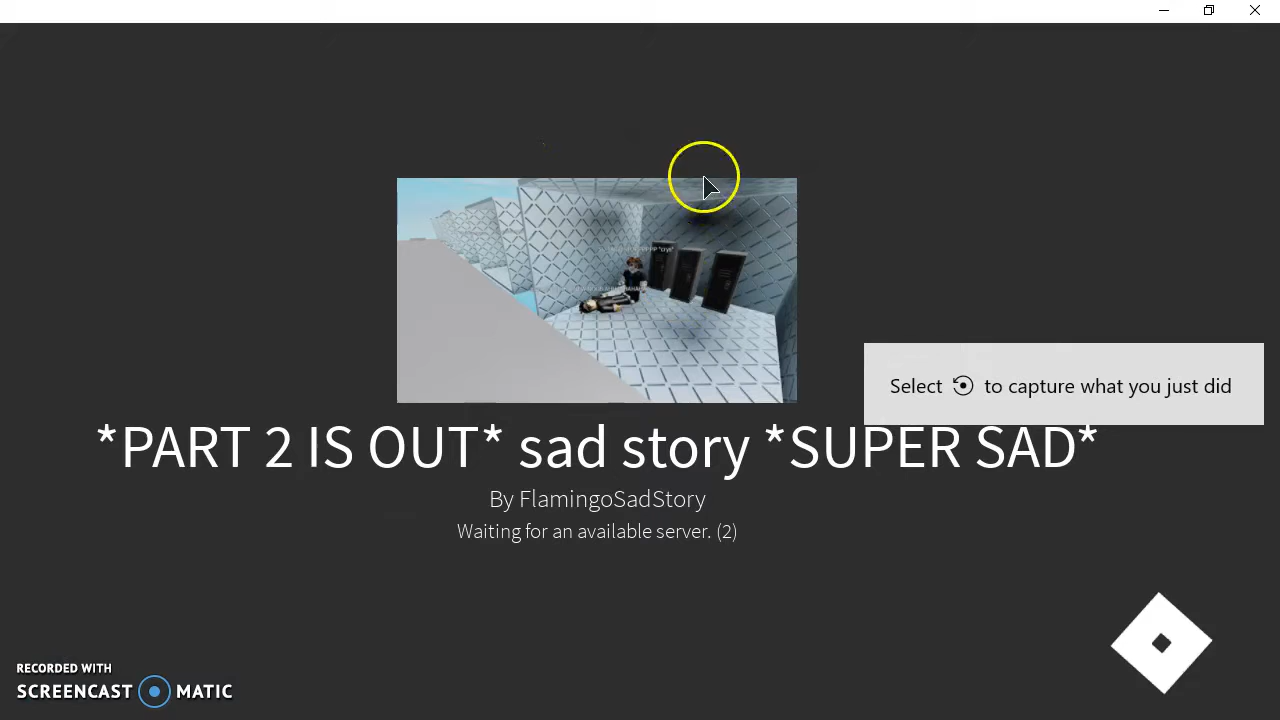 Select to capture what you just did
*PART 2 IS OUT* sad story *SUPER SAD*
By FlamingoSadStory
Waiting for an available server. (2)
RECORDED WITH
SCREENCAST MATIC